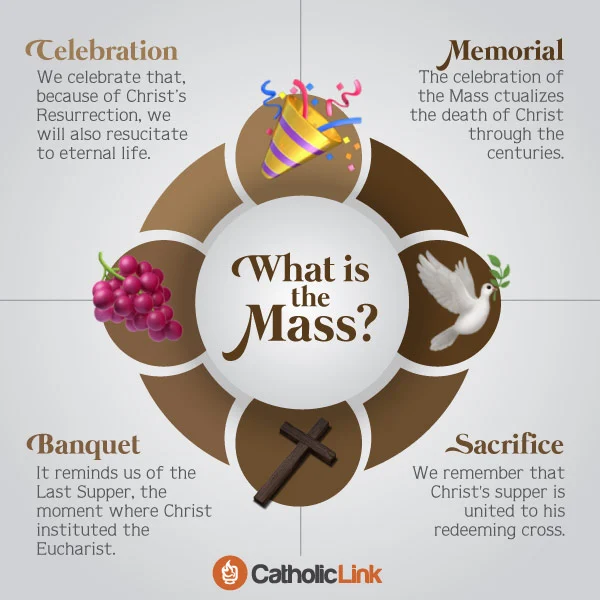 Celebration
We celebrate that,
because of Christ's
Resurrection, we
will also resucitate
to eternal life.
Memorial
The celebration of
the Mass ctualizes
the death of Christ
through the
centuries.
What is
the
Mass?
Banquet
It reminds us of the
Last Supper, the
moment where Christ
instituted the
Eucharist.
Sacrifice
We remember that
Christ's supper is
united to his
redeeming cross.
CatholicLink